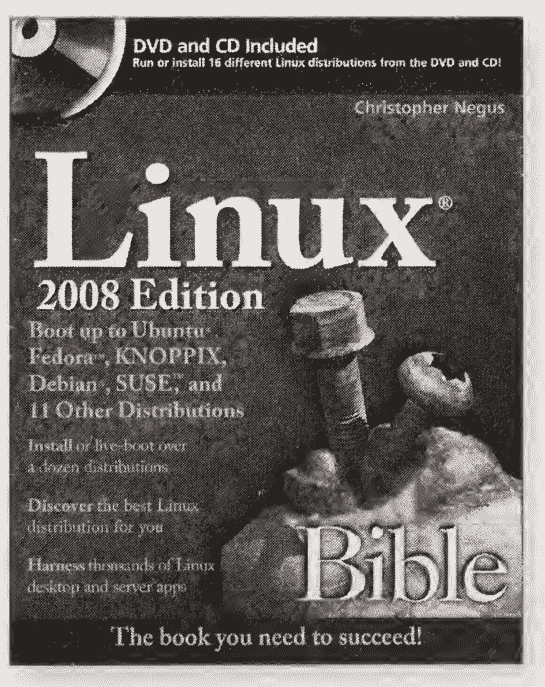 DVD and CD Included
Run or install 16 different Linux distributions from the DVD and CD!
Christopher Negus
Linux®
2008 Edition
Boot up to Ubuntu®
Fedora™, KNOPPIX,
Debian®, SUSE,™ and
11 Other Distributions
Install or live-boot over
a dozen distributions
Discover the best Linux
distribution for you
Harness thousands of Linux
desktop and server apps
Bible
The book you need to succeed!